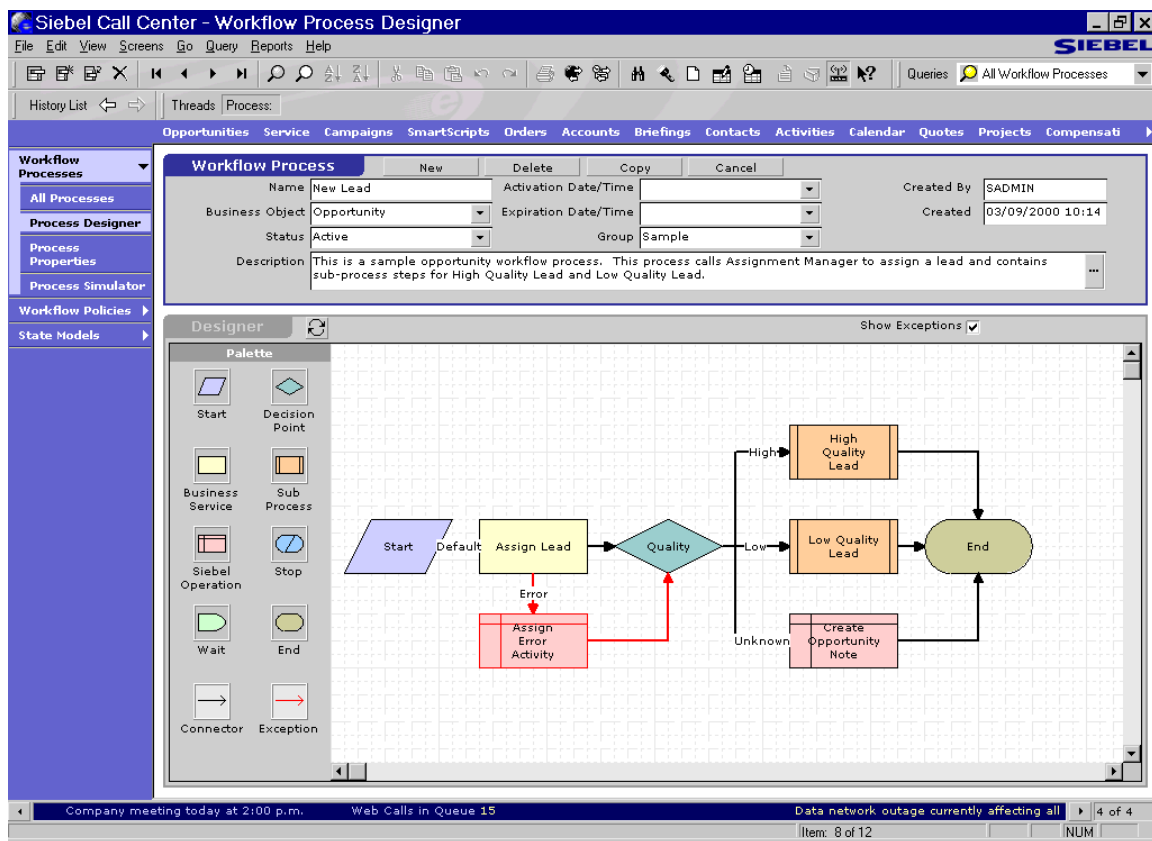 Siebel Call Center - Workflow Process Designer
File Edit View Screens Go Query Reports Help
SIEBEL
Queries All Workflow Processes
History List Threads Process:
Opportunities Service Campaigns SmartScripts Orders Accounts Briefings Contacts Activities Calendar Quotes Projects Compensati
Workflow
Processes
All Processes
Process Designer
Process
Properties
Process Simulator
Workflow Policies
State Models
Workflow Process New Delete Copy Cancel
Name New Lead Activation Date/Time Created By SADMIN
Business Object Opportunity Expiration Date/Time Created 03/09/2000 10:14
Status Active Group Sample
Description This is a sample opportunity workflow process. This process calls Assignment Manager to assign a lead and contains
sub-process steps for High Quality Lead and Low Quality Lead.
...
Designer Show Exceptions
Palette
Start Decision
Point
Business
Service
Sub
Process
Siebel
Operation
Stop
Wait End
Connector Exception
Start Default Assign Lead Quality
Error
Assign
Error
Activity
High
High
Quality
Lead
Low
Low Quality
Lead
End
Unknown
Create
Opportunity
Note
Company meeting today at 2:00 p.m. Web Calls in Queue 15 Data network outage currently affecting all 4 of 4
Item: 8 of 12 NUM